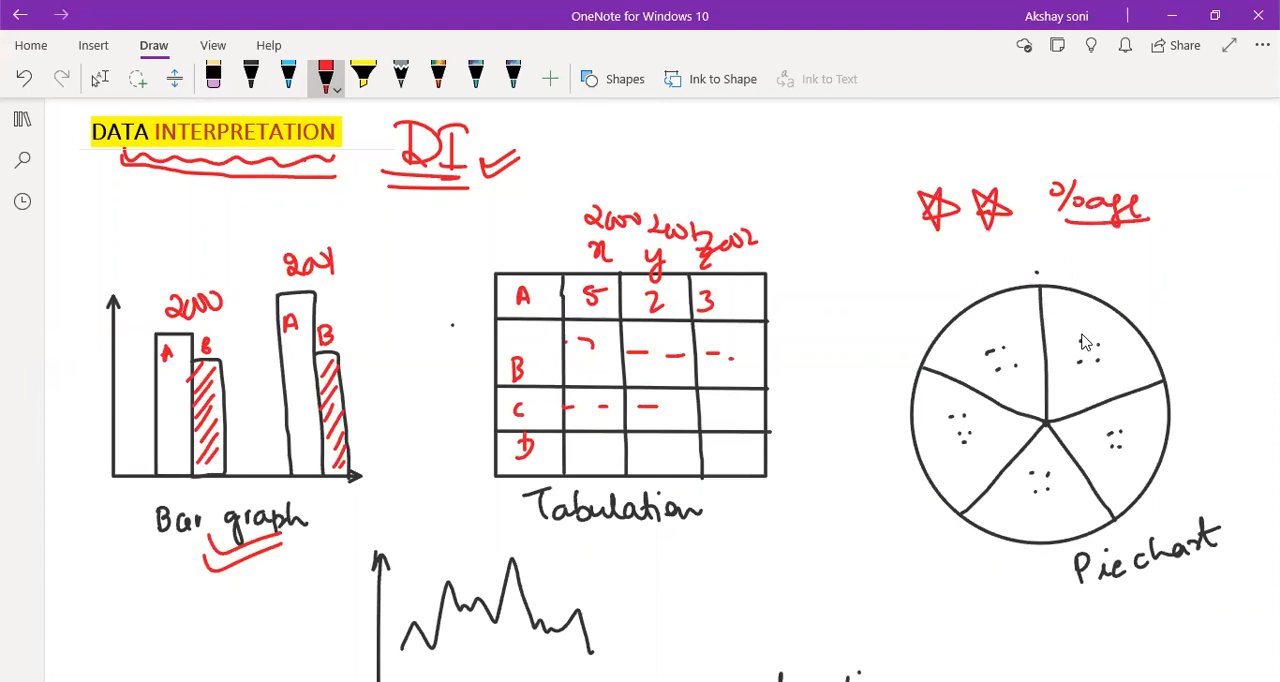 OneNote for Windows 10
Akshay soni
Home Insert Draw View Help
Share
Shapes Ink to Shape Ink to Text
DATA INTERPRETATION DI
%age
2000 2001 2002
x y z
2000 2001
A B A B
A 5 2 3
B
C
D
Bar graph
Tabulation
Pie chart